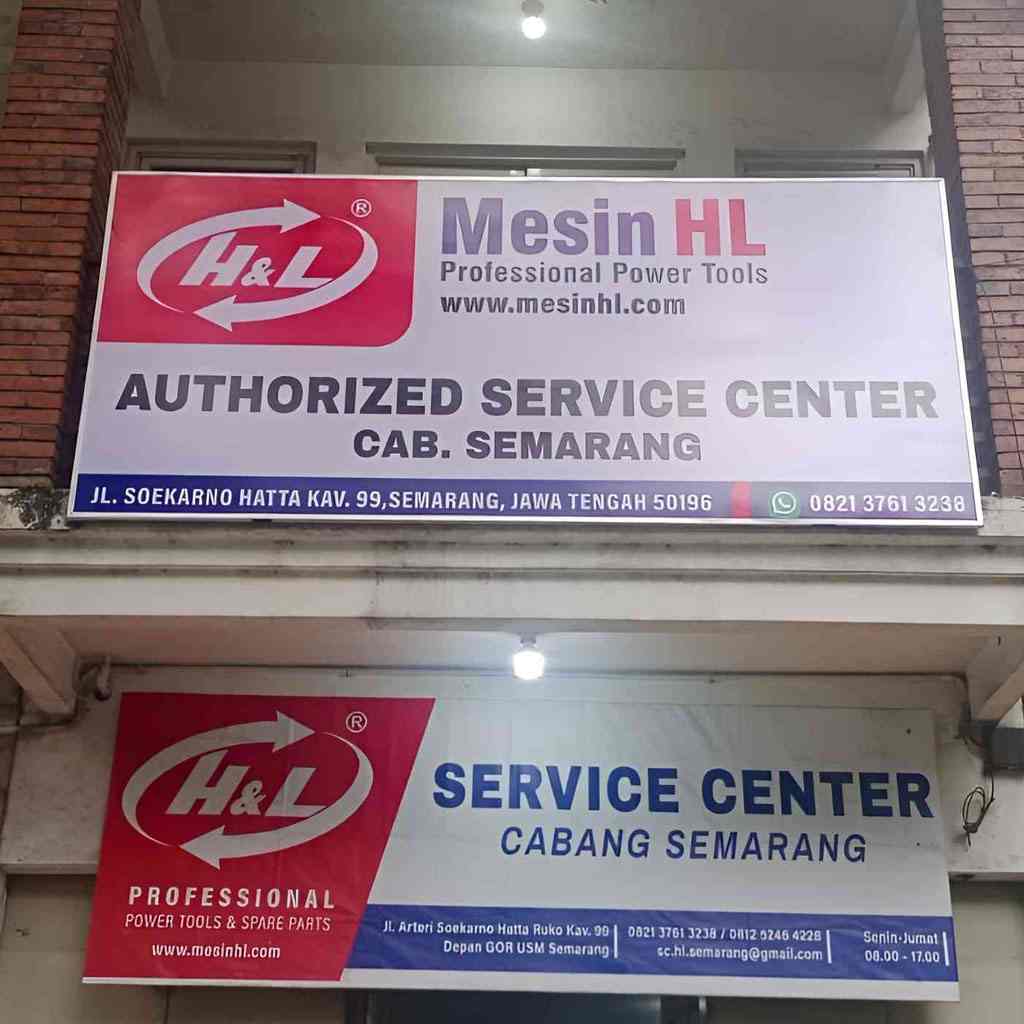 H&L ®
Mesin HL
Professional Power Tools
www.mesinhl.com
AUTHORIZED SERVICE CENTER
CAB. SEMARANG
JL. SOEKARNO HATTA KAV. 99,SEMARANG, JAWA TENGAH 50196
0821 3761 3238
H&L ®
PROFESSIONAL
POWER TOOLS & SPARE PARTS
www.mesinhl.com
SERVICE CENTER
CABANG SEMARANG
Jl. Arteri Soekarno Hatta Ruko Kav. 99
Depan GOR USM Semarang
0821 3761 3238 / 0812 5246 4228
sc.hl.semarang@gmail.com
Senin-Jumat
08.00 - 17.00